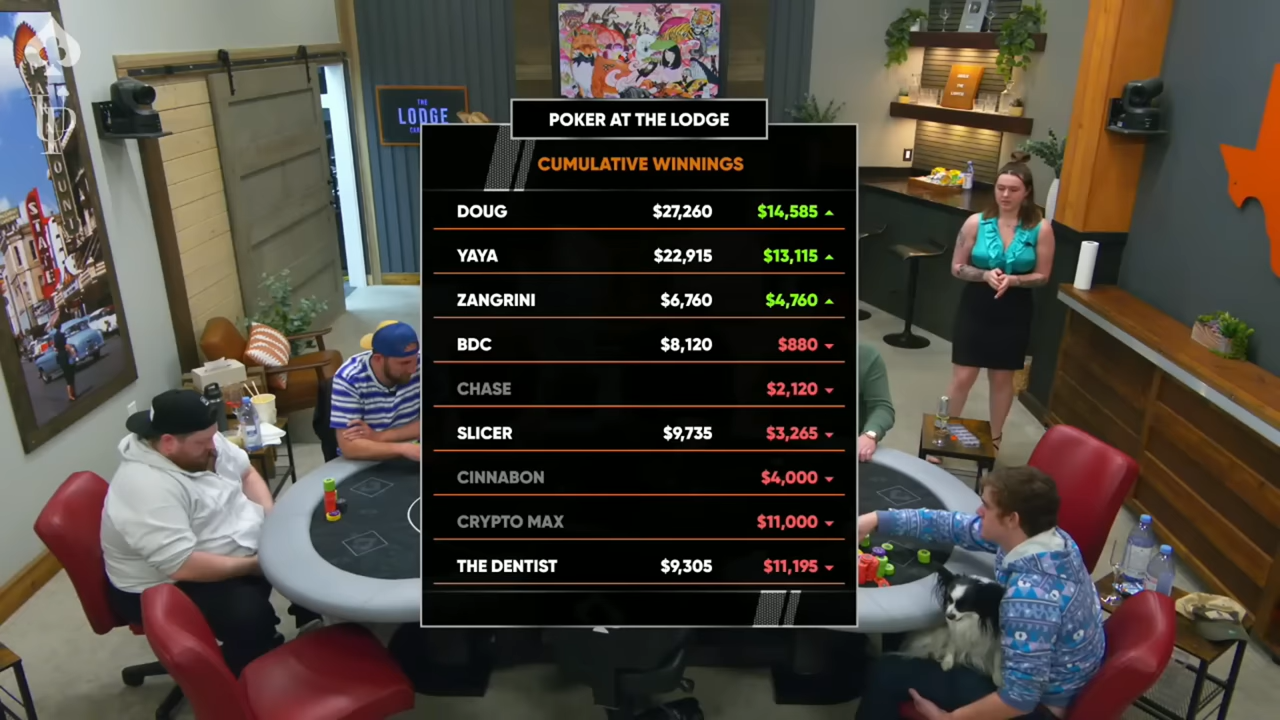 POKER AT THE LODGE
CUMULATIVE WINNINGS
DOUG $27,260 $14,585
YAYA $22,915 $13,115
ZANGRINI $6,760 $4,760
BDC $8,120 $880
CHASE $2,120
SLICER $9,735 $3,265
CINNABON $4,000
CRYPTO MAX $11,000
THE DENTIST $9,305 $11,195
THE
LODGE
STATE